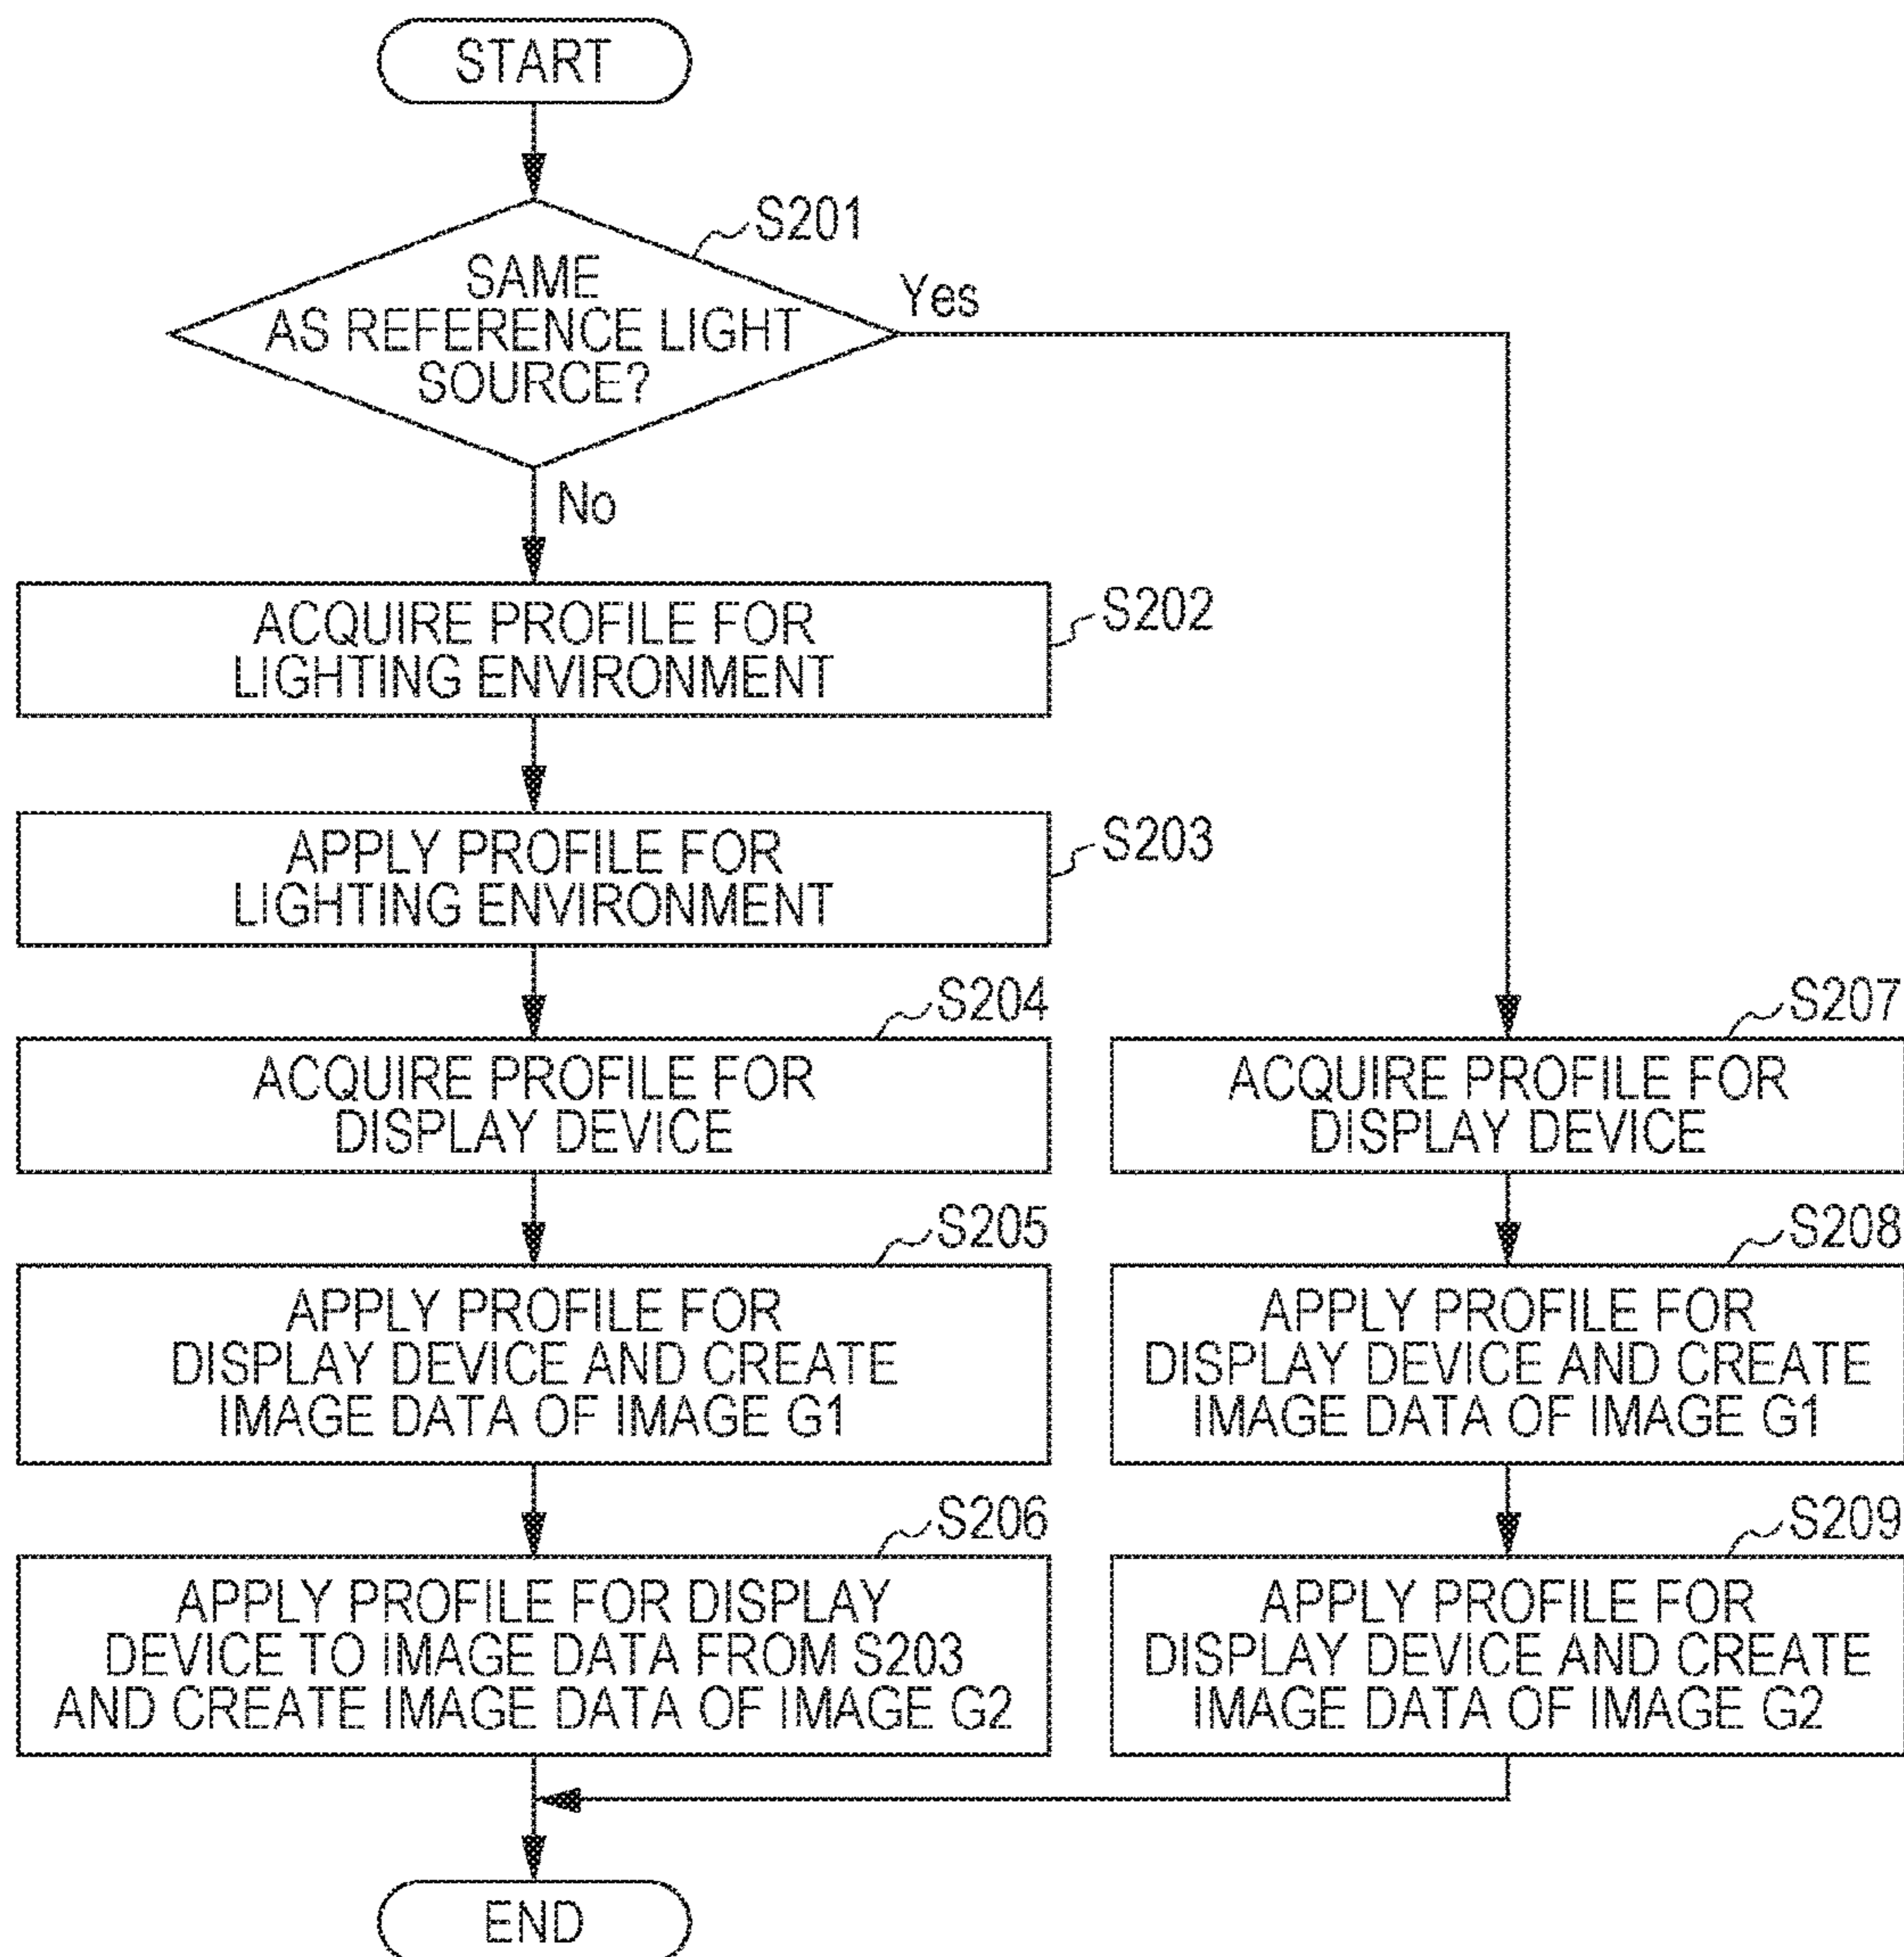 START
S201
SAME
AS REFERENCE LIGHT
SOURCE?
Yes
No
ACQUIRE PROFILE FOR
LIGHTING ENVIRONMENT
S202
APPLY PROFILE FOR
LIGHTING ENVIRONMENT
S203
S204
ACQUIRE PROFILE FOR
DISPLAY DEVICE
S205
APPLY PROFILE FOR
DISPLAY DEVICE AND CREATE
IMAGE DATA OF IMAGE G1
S206
APPLY PROFILE FOR DISPLAY
DEVICE TO IMAGE DATA FROM S203
AND CREATE IMAGE DATA OF IMAGE G2
S207
ACQUIRE PROFILE FOR
DISPLAY DEVICE
S208
APPLY PROFILE FOR
DISPLAY DEVICE AND CREATE
IMAGE DATA OF IMAGE G1
S209
APPLY PROFILE FOR
DISPLAY DEVICE AND CREATE
IMAGE DATA OF IMAGE G2
END